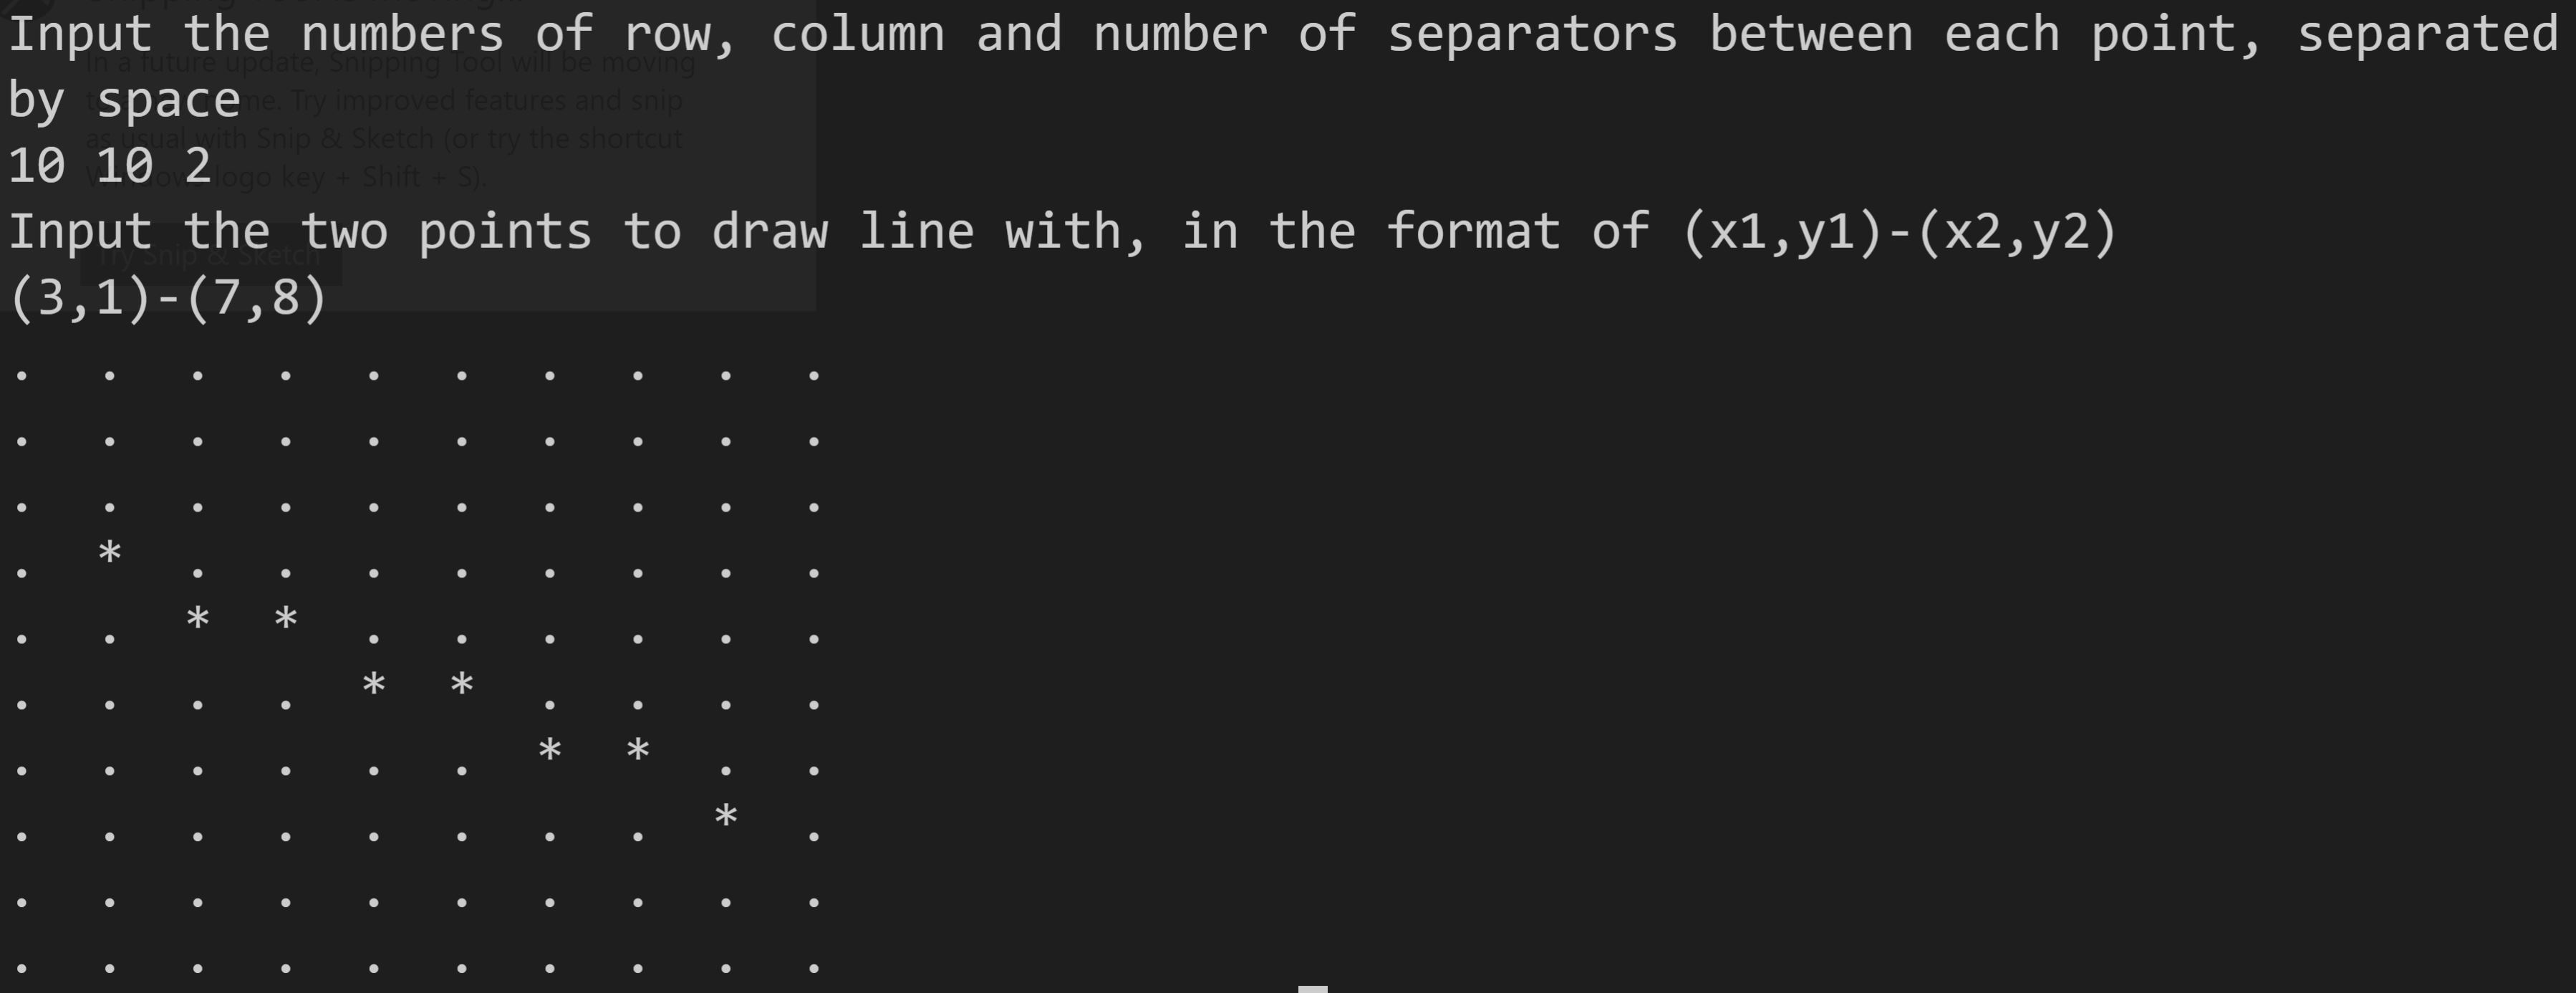 Input the numbers of row, column and number of separators between each point, separated
by space
10 10 2
Input the two points to draw line with, in the format of (x1,y1)-(x2,y2)
(3,1)-(7,8)
. . . . . . . . . .
. . . . . . . . . .
. . . . . . . . . .
. * . . . . . . . .
. . * * . . . . . .
. . . . * * . . . .
. . . . . . * * . .
. . . . . . . . * .
. . . . . . . . . .
. . . . . . . . . .
In a future update, Snipping Tool will be moving
me. Try improved features and snip
as usual with Snip & Sketch (or try the shortcut
Windows logo key + Shift + S).
Try Snip & Sketch